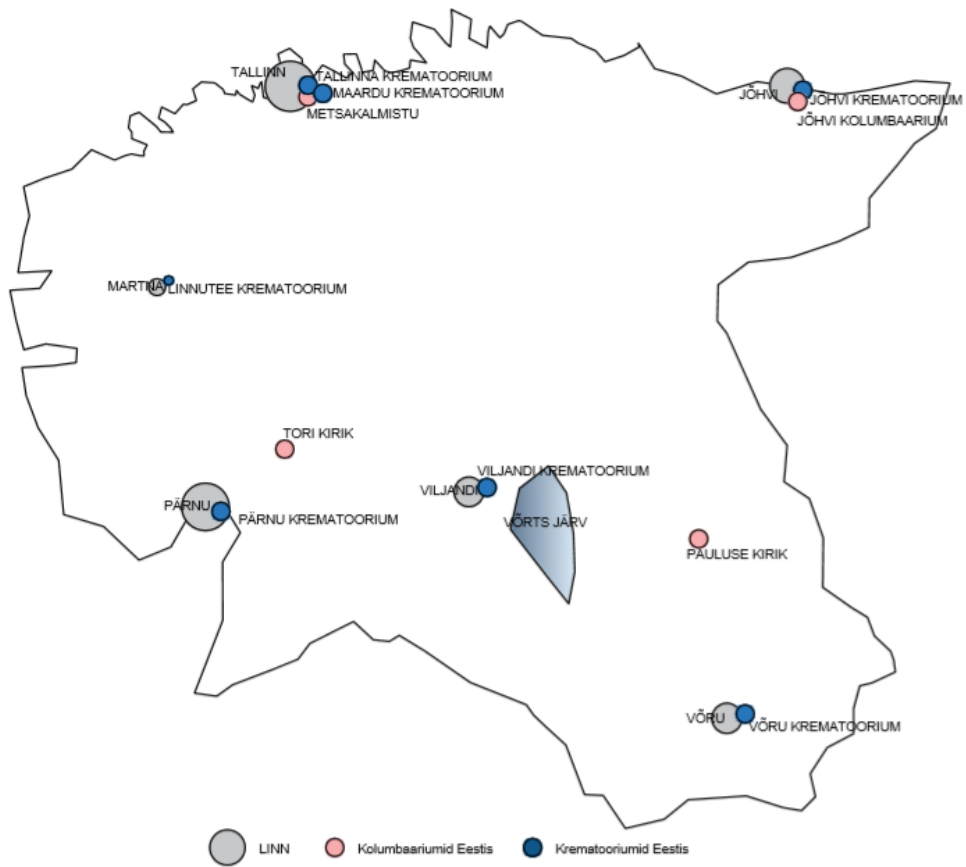 TALLINN
TALLINNA KREMATOORIUM
MAARDU KREMATOORIUM
METSAKALMISTU
JÕHVI
JÕHVI KREMATOORIUM
JÕHVI KOLUMBAARIUM
MARTNA
LINNUTEE KREMATOORIUM
TORI KIRIK
VILJANDI KREMATOORIUM
VILJANDI
PÄRNU
PÄRNU KREMATOORIUM
VÕRTS JÄRV
PAULUSE KIRIK
VÕRU
VÕRU KREMATOORIUM
LINN
Kolumbaariumid Eestis
Krematooriumid Eestis